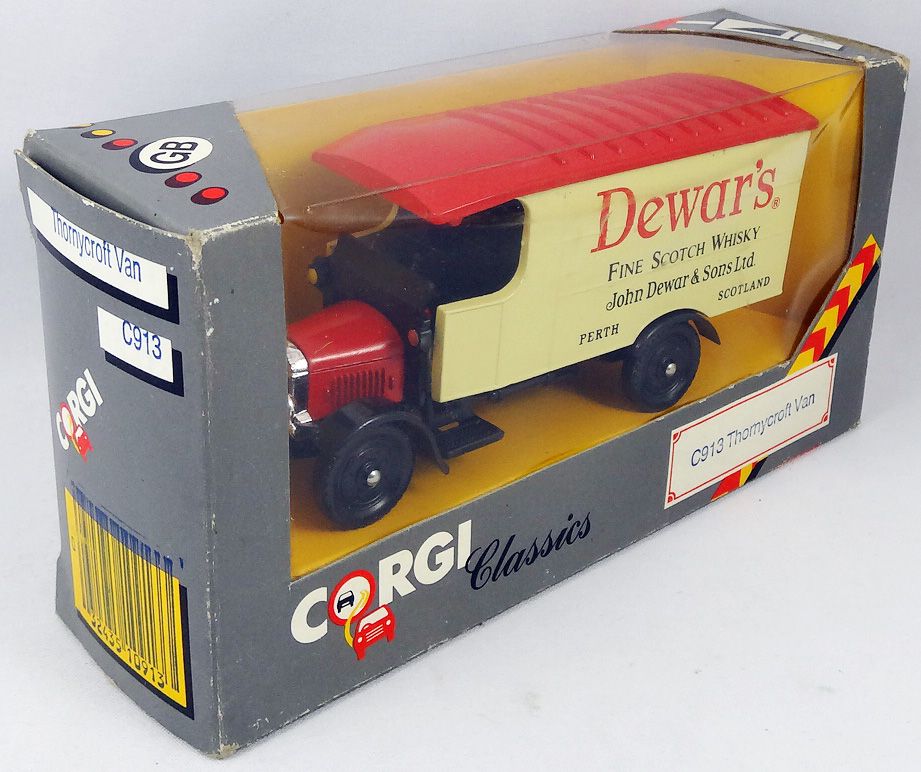 GB
Thornycroft Van
C913
CORGI
Dewar's®
FINE SCOTCH WHISKY
John Dewar & Sons Ltd.
PERTH SCOTLAND
C913 Thornycroft Van
CORGI Classics